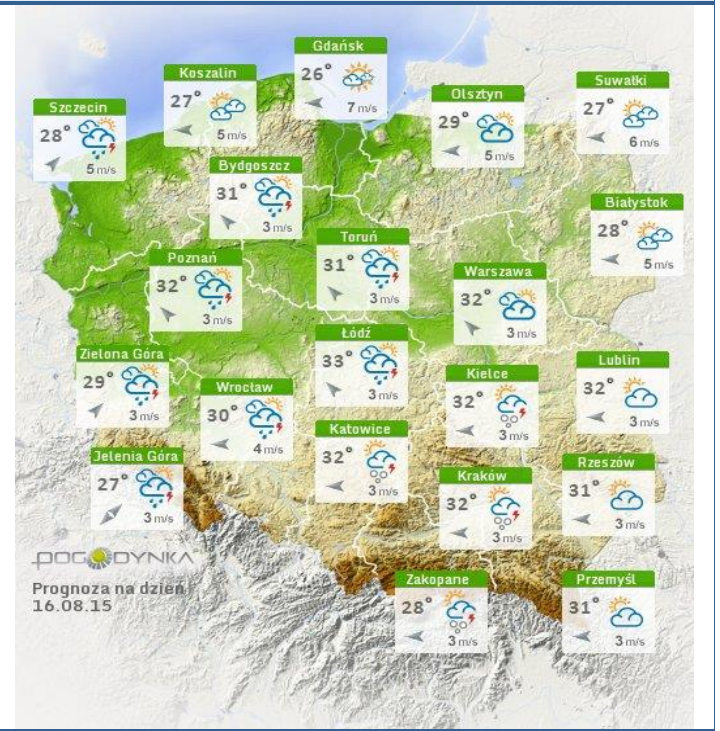 Gdańsk
26°
7 m/s
Koszalin
27°
5 m/s
Suwałki
27°
6 m/s
Olsztyn
29°
5 m/s
Szczecin
28°
5 m/s
Bydgoszcz
31°
3 m/s
Białystok
28°
5 m/s
Toruń
31°
3 m/s
Poznań
32°
3 m/s
Warszawa
32°
3 m/s
Łódź
33°
3 m/s
Zielona Góra
29°
3 m/s
Lublin
32°
3 m/s
Kielce
32°
3 m/s
Wrocław
30°
4 m/s
Katowice
32°
3 m/s
Jelenia Góra
27°
3 m/s
Rzeszów
31°
3 m/s
Kraków
32°
3 m/s
POGODYNKA
Prognoza na dzień
16.08.15
Zakopane
28°
3 m/s
Przemyśl
31°
3 m/s